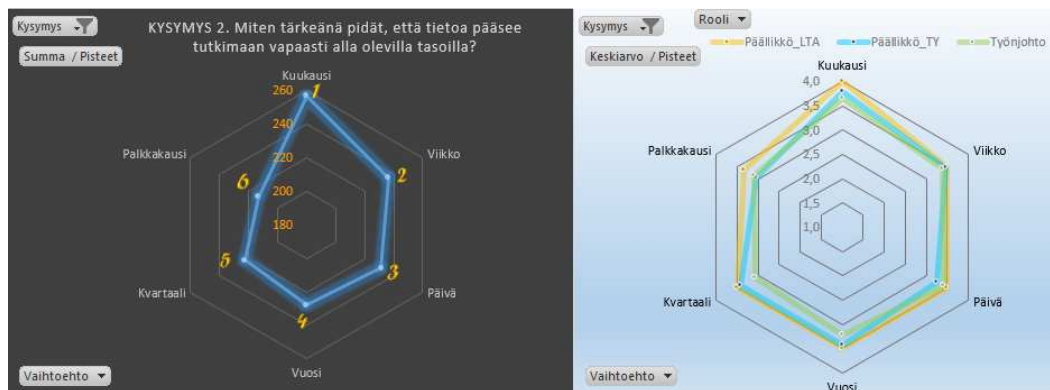 Kysymys
KYSYMYS 2. Miten tärkeänä pidät, että tietoa pääsee
tutkimaan vapaasti alla olevilla tasoilla?
Summa / Pisteet
Kuukausi
260
1
240
Palkkakausi
Viikko
220
2
6
200
180
5
3
Kvartaali
Päivä
4
Vaihtoehto
Vuosi
Kysymys
Rooli
Päällikkö_LTA
Päällikkö_TY
Työnjohto
Keskiarvo / Pisteet
Kuukausi
4,0
3,0
Palkkakausi
Viikko
2,5
2,0
1,5
1,0
Kvartaali
Päivä
Vaihtoehto
Vuosi